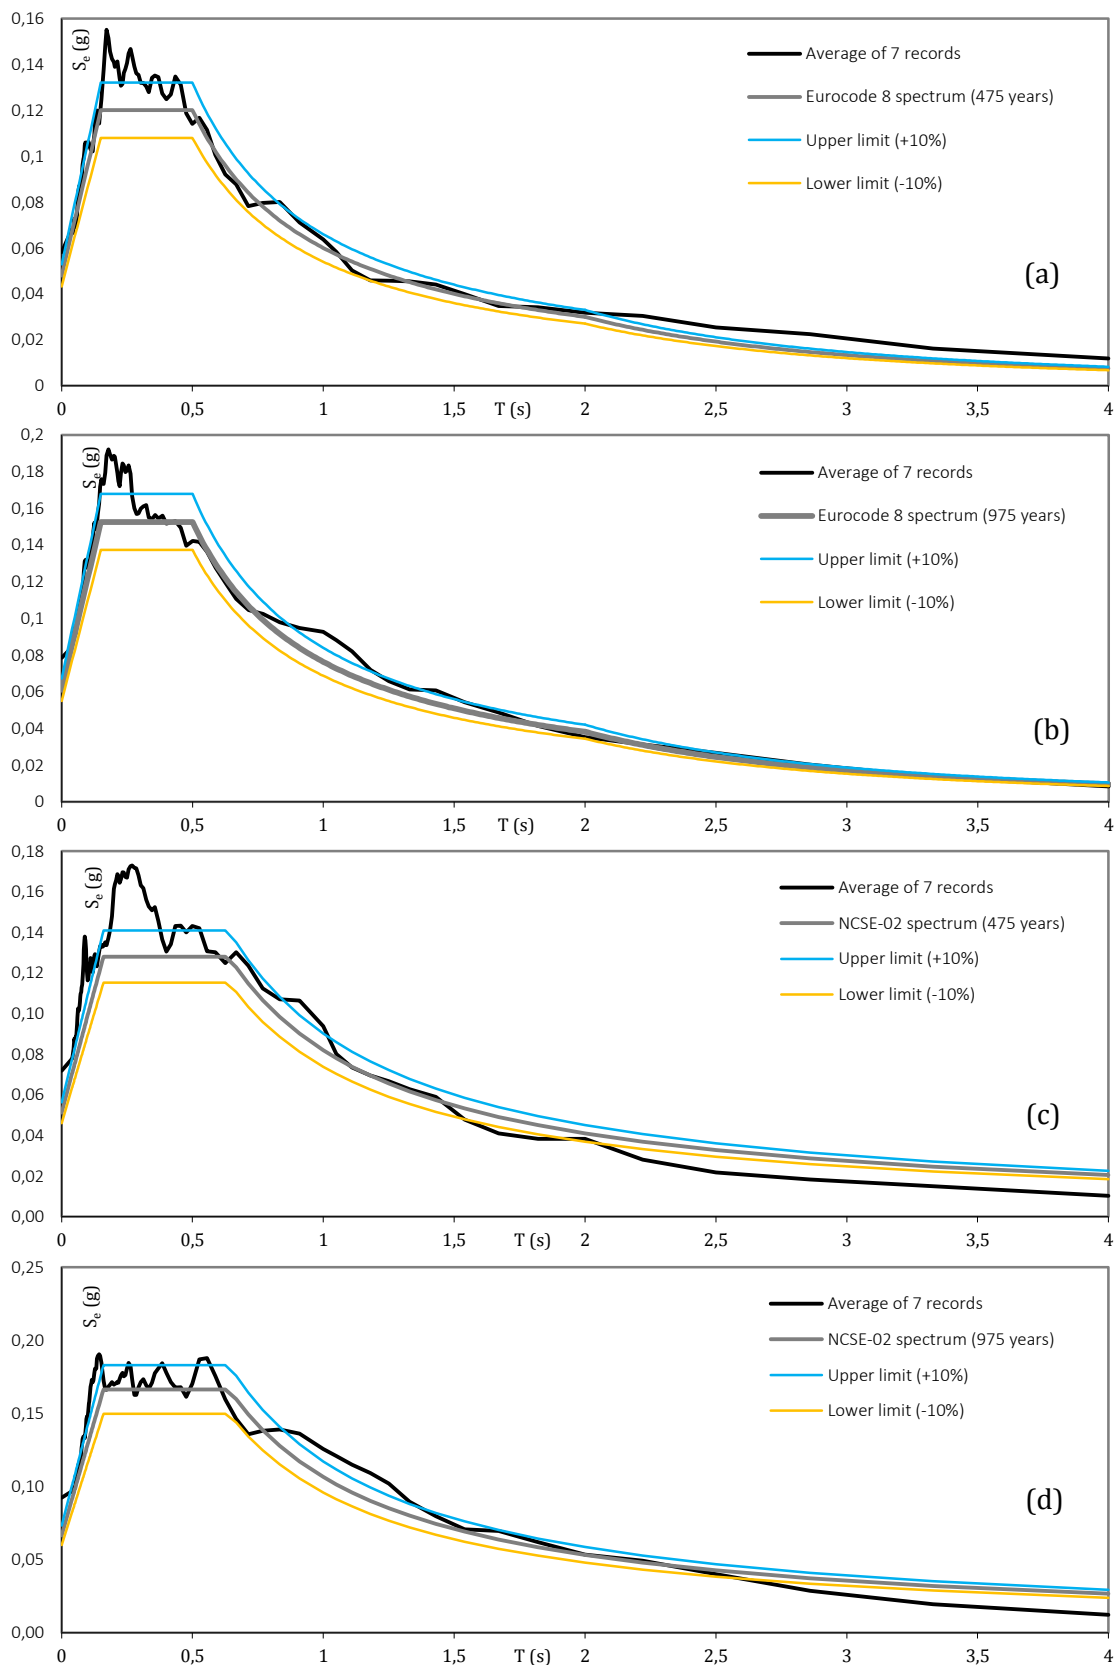 0,16
S_e (g)
0,14
0,12
0,1
0,08
0,06
0,04
0,02
0
Average of 7 records
Eurocode 8 spectrum (475 years)
Upper limit (+10%)
Lower limit (-10%)
(a)
0 0,5 1 1,5 T (s) 2 2,5 3 3,5 4
0,2
S_e (g)
0,18
0,16
0,14
0,12
0,1
0,08
0,06
0,04
0,02
0
Average of 7 records
Eurocode 8 spectrum (975 years)
Upper limit (+10%)
Lower limit (-10%)
(b)
0 0,5 1 1,5 T (s) 2 2,5 3 3,5 4
0,18
S_e (g)
0,16
0,14
0,12
0,10
0,08
0,06
0,04
0,02
0,00
Average of 7 records
NCSE-02 spectrum (475 years)
Upper limit (+10%)
Lower limit (-10%)
(c)
0 0,5 1 1,5 T (s) 2 2,5 3 3,5 4
0,25
S_e (g)
0,20
0,15
0,10
0,05
0,00
Average of 7 records
NCSE-02 spectrum (975 years)
Upper limit (+10%)
Lower limit (-10%)
(d)
0 0,5 1 1,5 T (s) 2 2,5 3 3,5 4